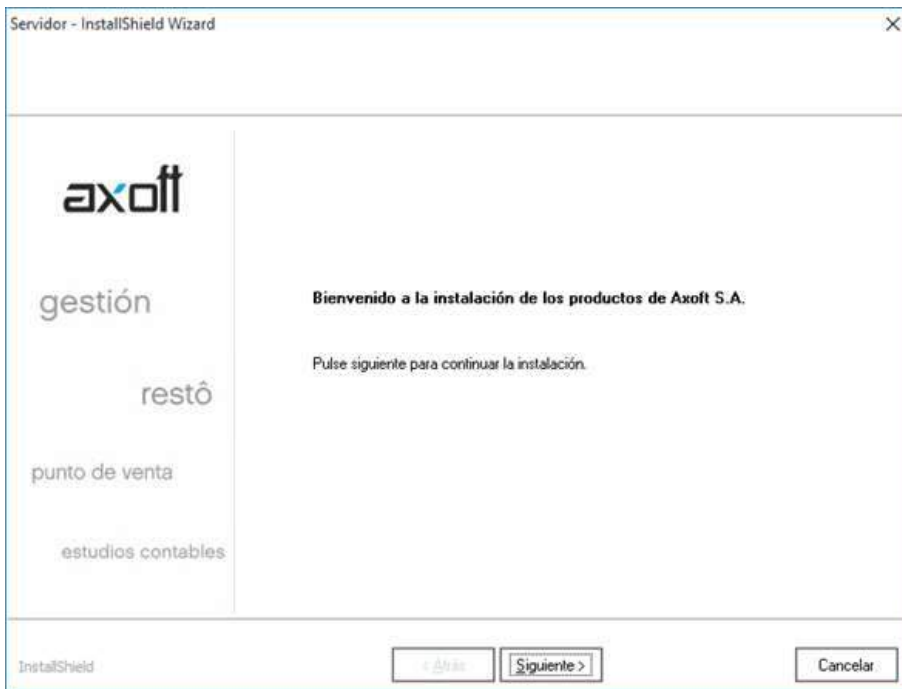 Servidor - InstallShield Wizard
axoft
gestión
Bienvenido a la instalación de los productos de Axoft S.A.
Pulse siguiente para continuar la instalación.
restô
punto de venta
estudios contables
InstallShield
< Atrás
Siguiente >
Cancelar